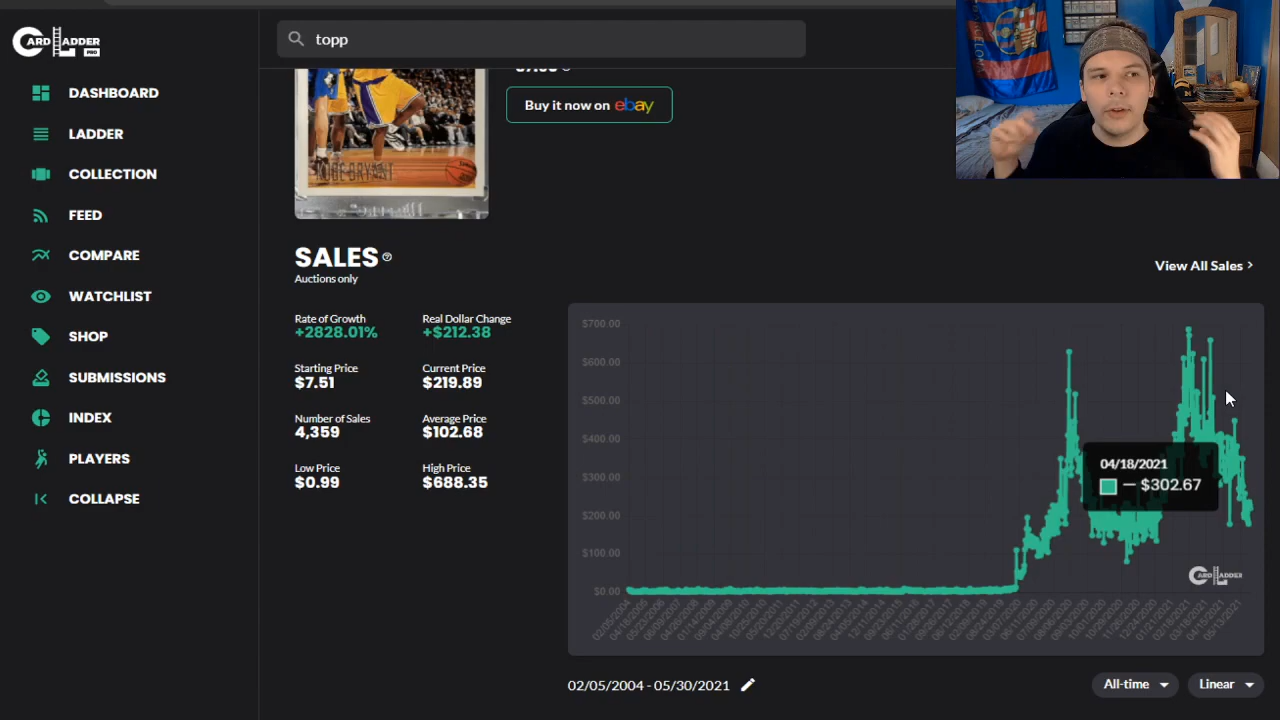 CARD LADDER PRO
topp
DASHBOARD
LADDER
COLLECTION
FEED
COMPARE
WATCHLIST
SHOP
SUBMISSIONS
INDEX
PLAYERS
COLLAPSE
Buy it now on ebay
KOBE BRYANT
SALES
Auctions only
View All Sales >
Rate of Growth
+2828.01%
Real Dollar Change
+$212.38
Starting Price
$7.51
Current Price
$219.89
Number of Sales
4,359
Average Price
$102.68
Low Price
$0.99
High Price
$688.35
$700.00
$600.00
$500.00
$400.00
$300.00
$200.00
$100.00
$0.00
04/18/2021
— $302.67
CARD LADDER
02/05/2004 - 05/30/2021
All-time
Linear